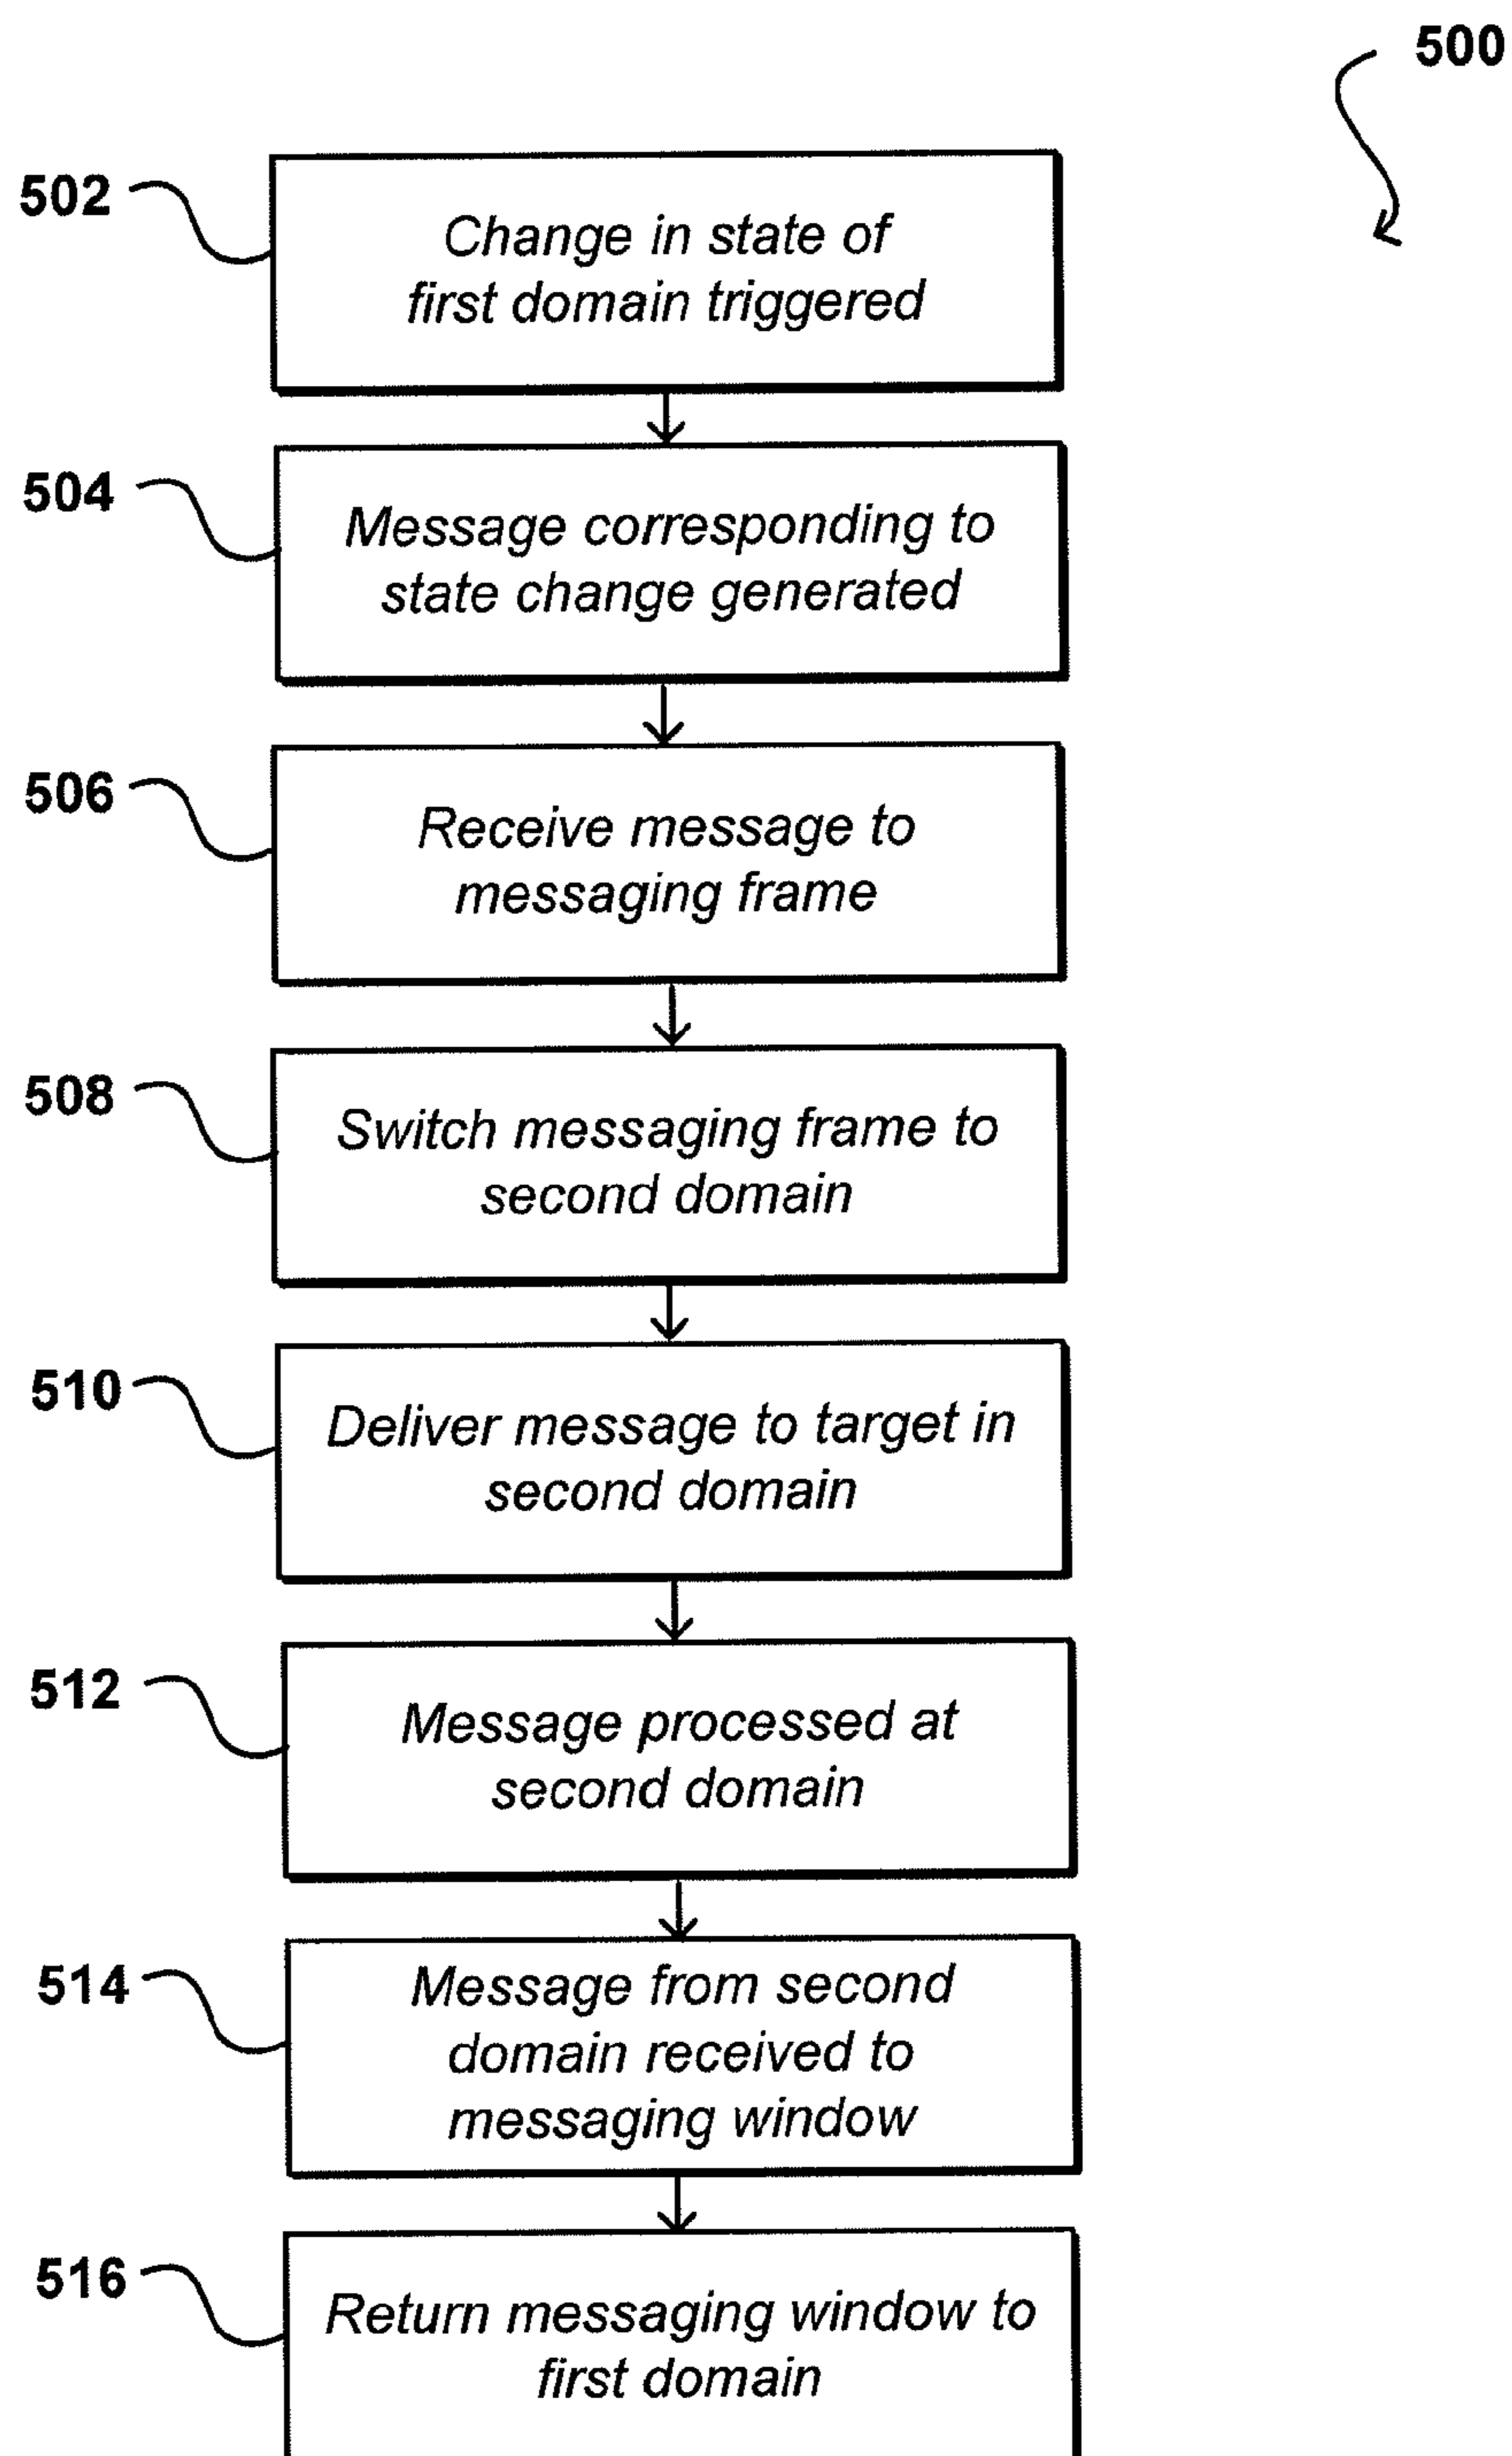 500
502
Change in state of
first domain triggered
504
Message corresponding to
state change generated
506
Receive message to
messaging frame
508
Switch messaging frame to
second domain
510
Deliver message to target in
second domain
512
Message processed at
second domain
514
Message from second
domain received to
messaging window
516
Return messaging window to
first domain